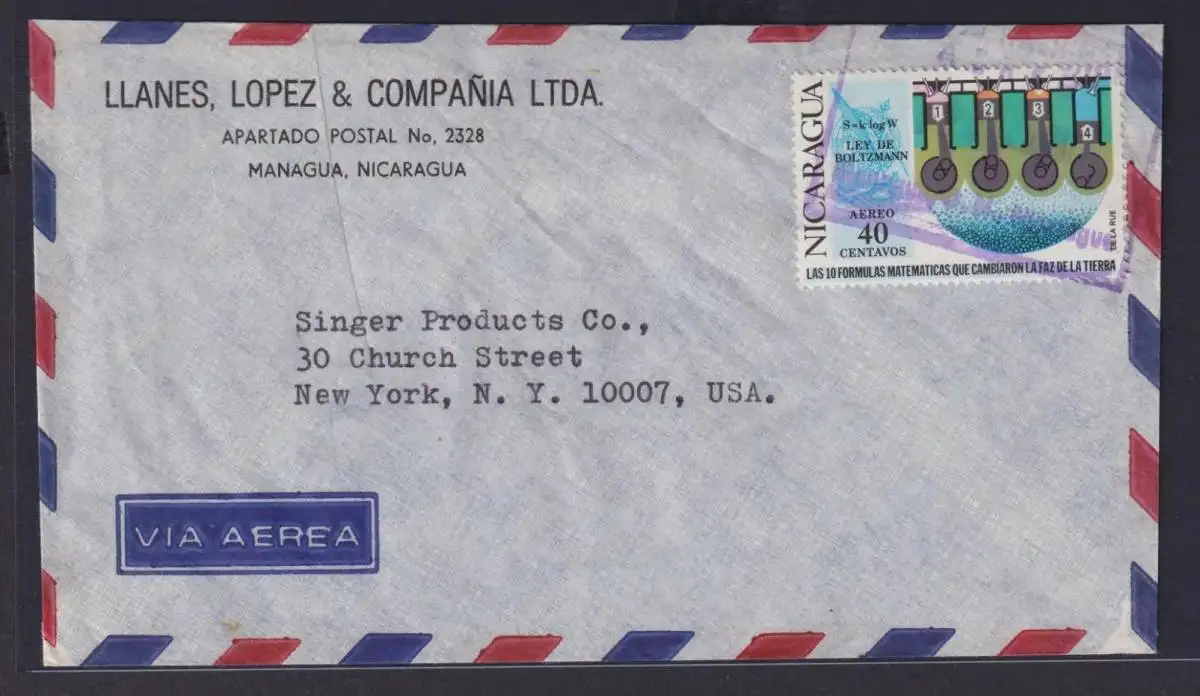 LLANES, LOPEZ & COMPAÑIA LTDA.
APARTADO POSTAL No, 2328
MANAGUA, NICARAGUA
NICARAGUA
S=k log W
LEY DE
BOLTZMANN
AEREO
40
CENTAVOS
1 2 3 4
DE LA RUE
LAS 10 FORMULAS MATEMATICAS QUE CAMBIARON LA FAZ DE LA TIERRA
Singer Products Co.,
30 Church Street
New York, N. Y. 10007, USA.
VIA AEREA